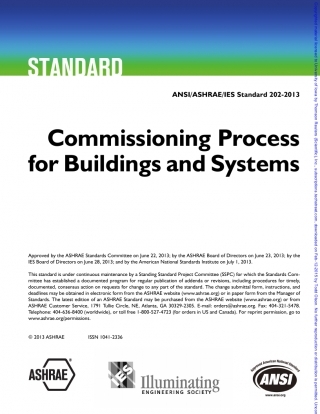 STANDARD
ANSI/ASHRAE/IES Standard 202-2013
Commissioning Process
for Buildings and Systems
Approved by the ASHRAE Standards Committee on June 22, 2013; by the ASHRAE Board of Directors on June 23, 2013; by the
IES Board of Directors on June 28, 2013; and by the American National Standards Institute on July 1, 2013.
This standard is under continuous maintenance by a Standing Standard Project Committee (SSPC) for which the Standards Com-
mittee has established a documented program for regular publication of addenda or revisions, including procedures for timely,
documented, consensus action on requests for change to any part of the standard. The change submittal form, instructions, and
deadlines may be obtained in electronic form from the ASHRAE website (www.ashrae.org) or in paper form from the Manager
of Standards. The latest edition of an ASHRAE Standard may be purchased from the ASHRAE website (www.ashrae.org) or from
ASHRAE Customer Service, 1791 Tullie Circle, NE, Atlanta, GA 30329-2305. E-mail: orders@ashrae.org. Fax: 404-321-5478.
Telephone: 404-636-8400 (worldwide), or toll free 1-800-527-4723 (for orders in US and Canada). For reprint permission, go to
www.ashrae.org/permissions.
© 2013 ASHRAE ISSN 1041-2336
ASHRAE
IES
Illuminating
ENGINEERING SOCIETY
ANSI
www.ansi.org